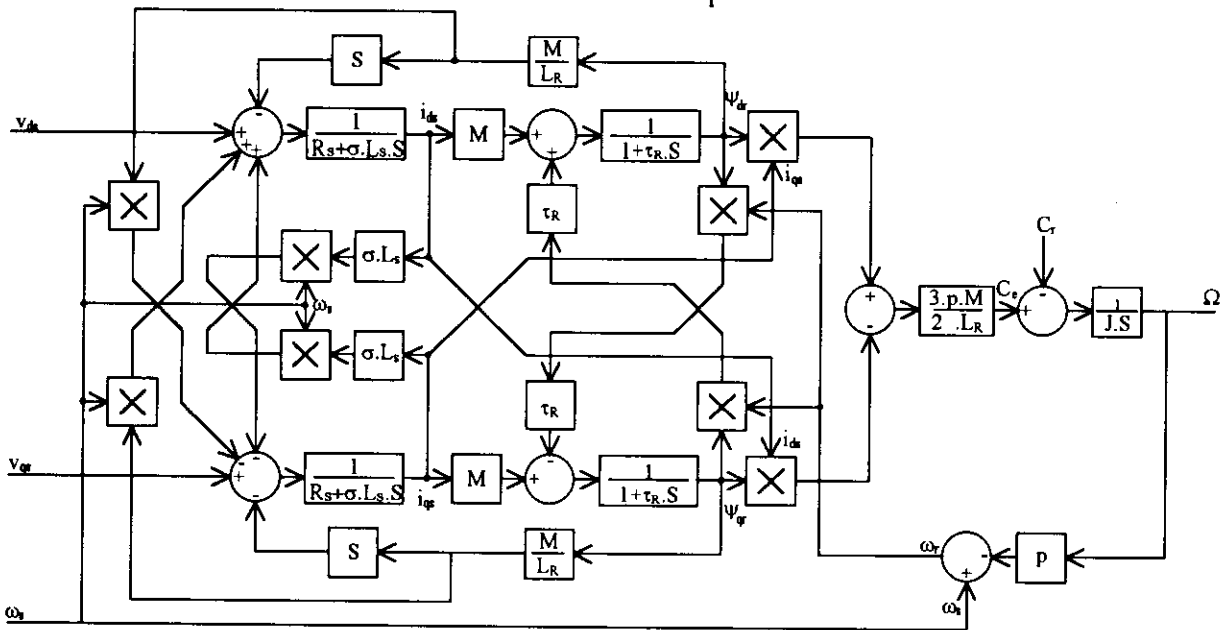 S
M
L_R
v_ds
-
+
+
+
1
R_S+σ.L_S.S
i_ds
M
+
+
1
1+τ_R.S
ψ_dr
×
i_qs
×
τ_R
×
×
σ.L_s
ω_s
×
σ.L_s
C_r
+
-
3.p.M
2 .L_R
C_e
+
-
1
J.S
Ω
×
τ_R
×
i_ds
v_qs
+
-
-
-
1
R_S+σ.L_S.S
i_qs
M
+
-
1
1+τ_R.S
ψ_qr
×
S
M
L_R
ω_r
-
+
p
ω_s
ω_s